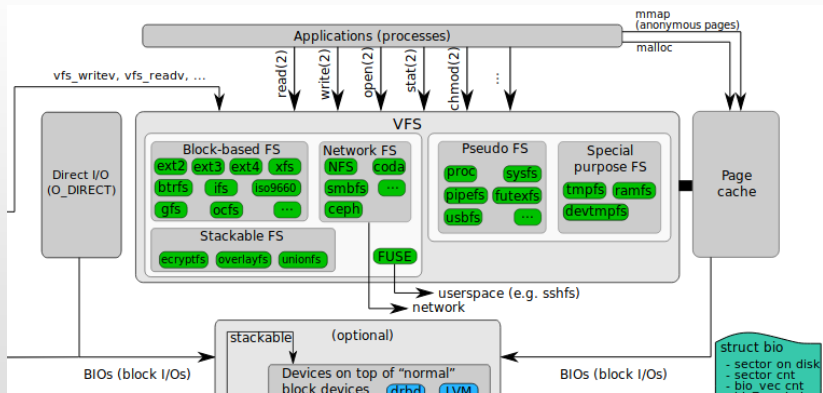 mmap
(anonymous pages)
Applications (processes)
malloc
vfs_writev, vfs_readv, ...
read(2)
write(2)
open(2)
stat(2)
chmod(2)
...
VFS
Direct I/O
(O_DIRECT)
Block-based FS
ext2 ext3 ext4 xfs
btrfs ifs iso9660
gfs ocfs ...
Network FS
NFS coda
smbfs ...
ceph
Pseudo FS
proc sysfs
pipefs futexfs
usbfs ...
Special
purpose FS
tmpfs ramfs
devtmpfs
Page
cache
Stackable FS
ecryptfs overlayfs unionfs
FUSE
userspace (e.g. sshfs)
network
stackable
(optional)
BIOs (block I/Os)
BIOs (block I/Os)
Devices on top of “normal”
block devices drbd LVM
struct bio
- sector on disk
- sector cnt
- bio_vec cnt